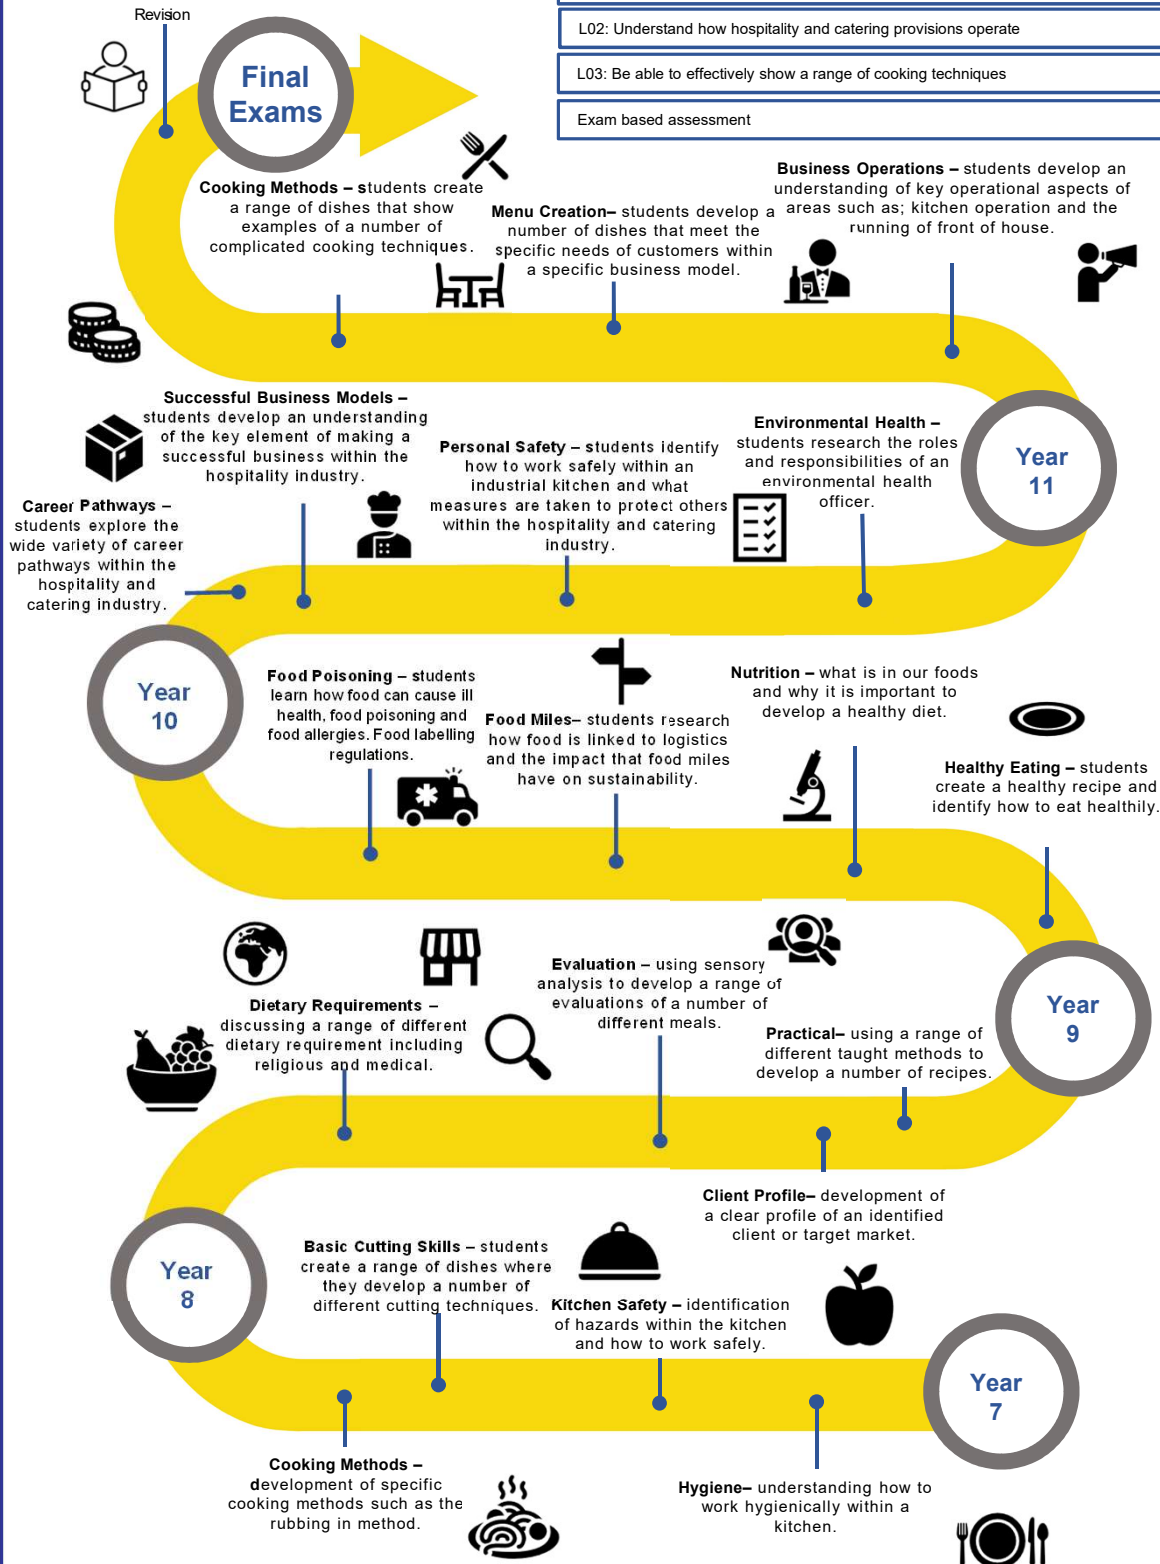 Revision
L02: Understand how hospitality and catering provisions operate
L03: Be able to effectively show a range of cooking techniques
Exam based assessment
Final
Exams
Cooking Methods – students create
a range of dishes that show
examples of a number of
complicated cooking techniques.
Menu Creation– students develop a
number of dishes that meet the
specific needs of customers within
a specific business model.
Business Operations – students develop an
understanding of key operational aspects of
areas such as; kitchen operation and the
running of front of house.
Year
11
Successful Business Models –
students develop an understanding
of the key element of making a
successful business within the
hospitality industry.
Personal Safety – students identify
how to work safely within an
industrial kitchen and what
measures are taken to protect others
within the hospitality and catering
industry.
Environmental Health –
students research the roles
and responsibilities of an
environmental health
officer.
Career Pathways –
students explore the
wide variety of career
pathways within the
hospitality and
catering industry.
Year
10
Food Poisoning – students
learn how food can cause ill
health, food poisoning and
food allergies. Food labelling
regulations.
Food Miles– students research
how food is linked to logistics
and the impact that food miles
have on sustainability.
Nutrition – what is in our foods
and why it is important to
develop a healthy diet.
Healthy Eating – students
create a healthy recipe and
identify how to eat healthily.
Year
9
Dietary Requirements –
discussing a range of different
dietary requirement including
religious and medical.
Evaluation – using sensory
analysis to develop a range of
evaluations of a number of
different meals.
Practical– using a range of
different taught methods to
develop a number of recipes.
Client Profile– development of
a clear profile of an identified
client or target market.
Year
8
Basic Cutting Skills – students
create a range of dishes where
they develop a number of
different cutting techniques.
Kitchen Safety – identification
of hazards within the kitchen
and how to work safely.
Year
7
Cooking Methods –
development of specific
cooking methods such as the
rubbing in method.
Hygiene– understanding how to
work hygienically within a
kitchen.